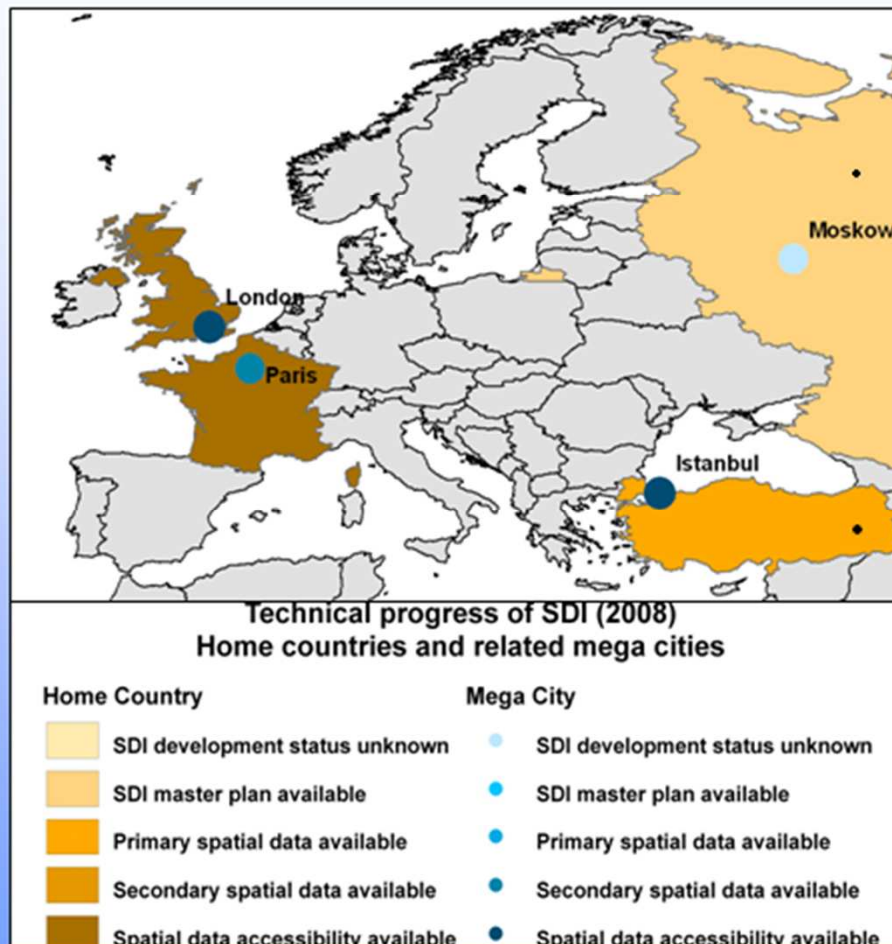 Moskow
London
Paris
Istanbul
Technical progress of SDI (2008)
Home countries and related mega cities
Home Country
Mega City
SDI development status unknown
SDI development status unknown
SDI master plan available
SDI master plan available
Primary spatial data available
Primary spatial data available
Secondary spatial data available
Secondary spatial data available
Spatial data accessibility available
Spatial data accessibility available